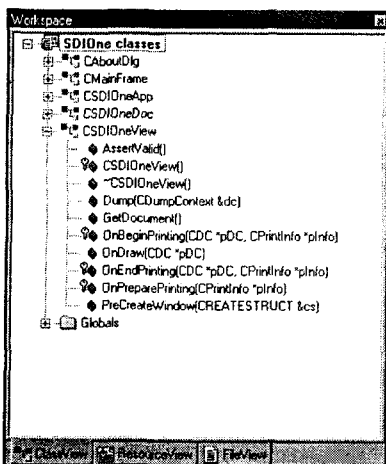 Workspace
SDIOne classes
CAboutDlg
CMainFrame
CSDIOneApp
CSDIOneDoc
CSDIOneView
AssertValid()
CSDIOneView()
~CSDIOneView()
Dump(CDumpContext &dc)
GetDocument()
OnBeginPrinting(CDC *pDC, CPrintInfo *pInfo)
OnDraw(CDC *pDC)
OnEndPrinting(CDC *pDC, CPrintInfo *pInfo)
OnPreparePrinting(CPrintInfo *pInfo)
PreCreateWindow(CREATESTRUCT &cs)
Globals
ClassView ResourceView FileView